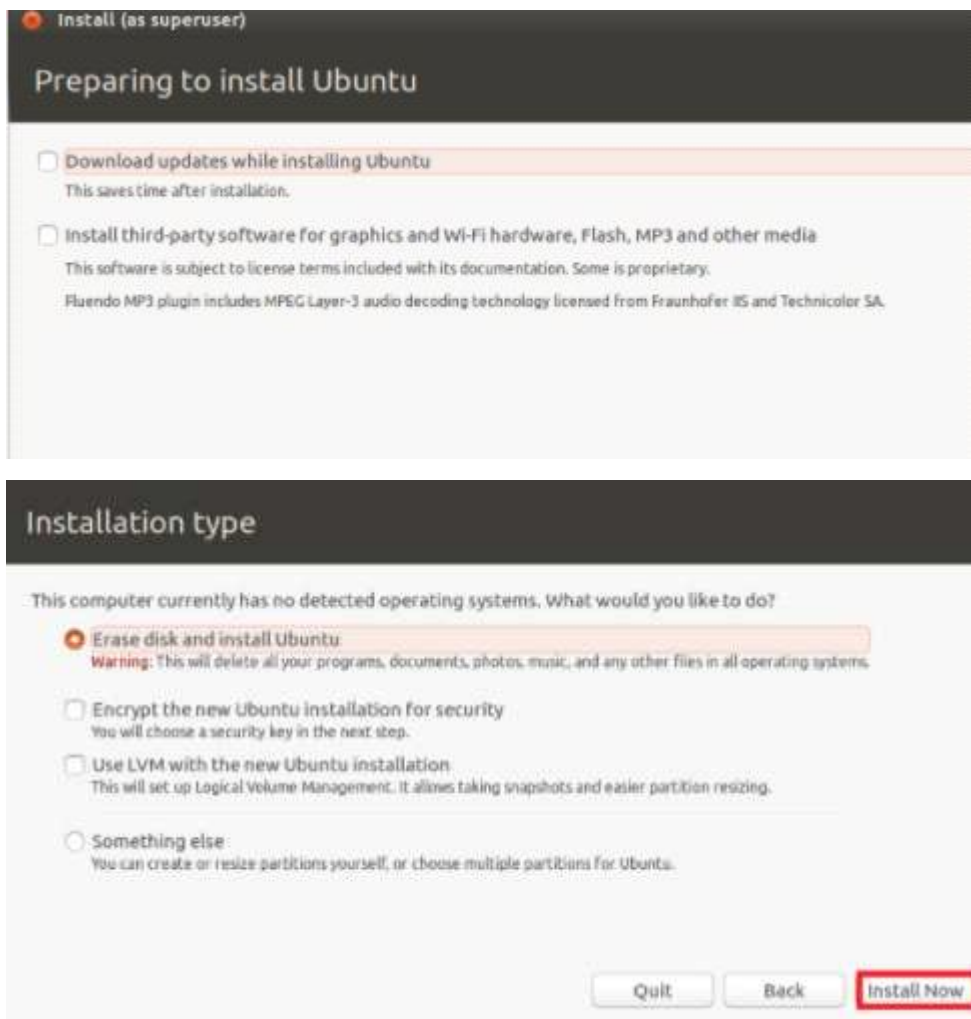 Install (as superuser)
Preparing to install Ubuntu
Download updates while installing Ubuntu
This saves time after installation.
Install third-party software for graphics and Wi-Fi hardware, Flash, MP3 and other media
This software is subject to license terms included with its documentation. Some is proprietary.
Fluendo MP3 plugin includes MPEG Layer-3 audio decoding technology licensed from Fraunhofer IIS and Technicolor SA.
Installation type
This computer currently has no detected operating systems. What would you like to do?
Erase disk and install Ubuntu
Warning: This will delete all your programs, documents, photos, music, and any other files in all operating systems.
Encrypt the new Ubuntu installation for security
You will choose a security key in the next step.
Use LVM with the new Ubuntu installation
This will set up Logical Volume Management. It allows taking snapshots and easier partition resizing.
Something else
You can create or resize partitions yourself, or choose multiple partitions for Ubuntu.
Quit Back Install Now